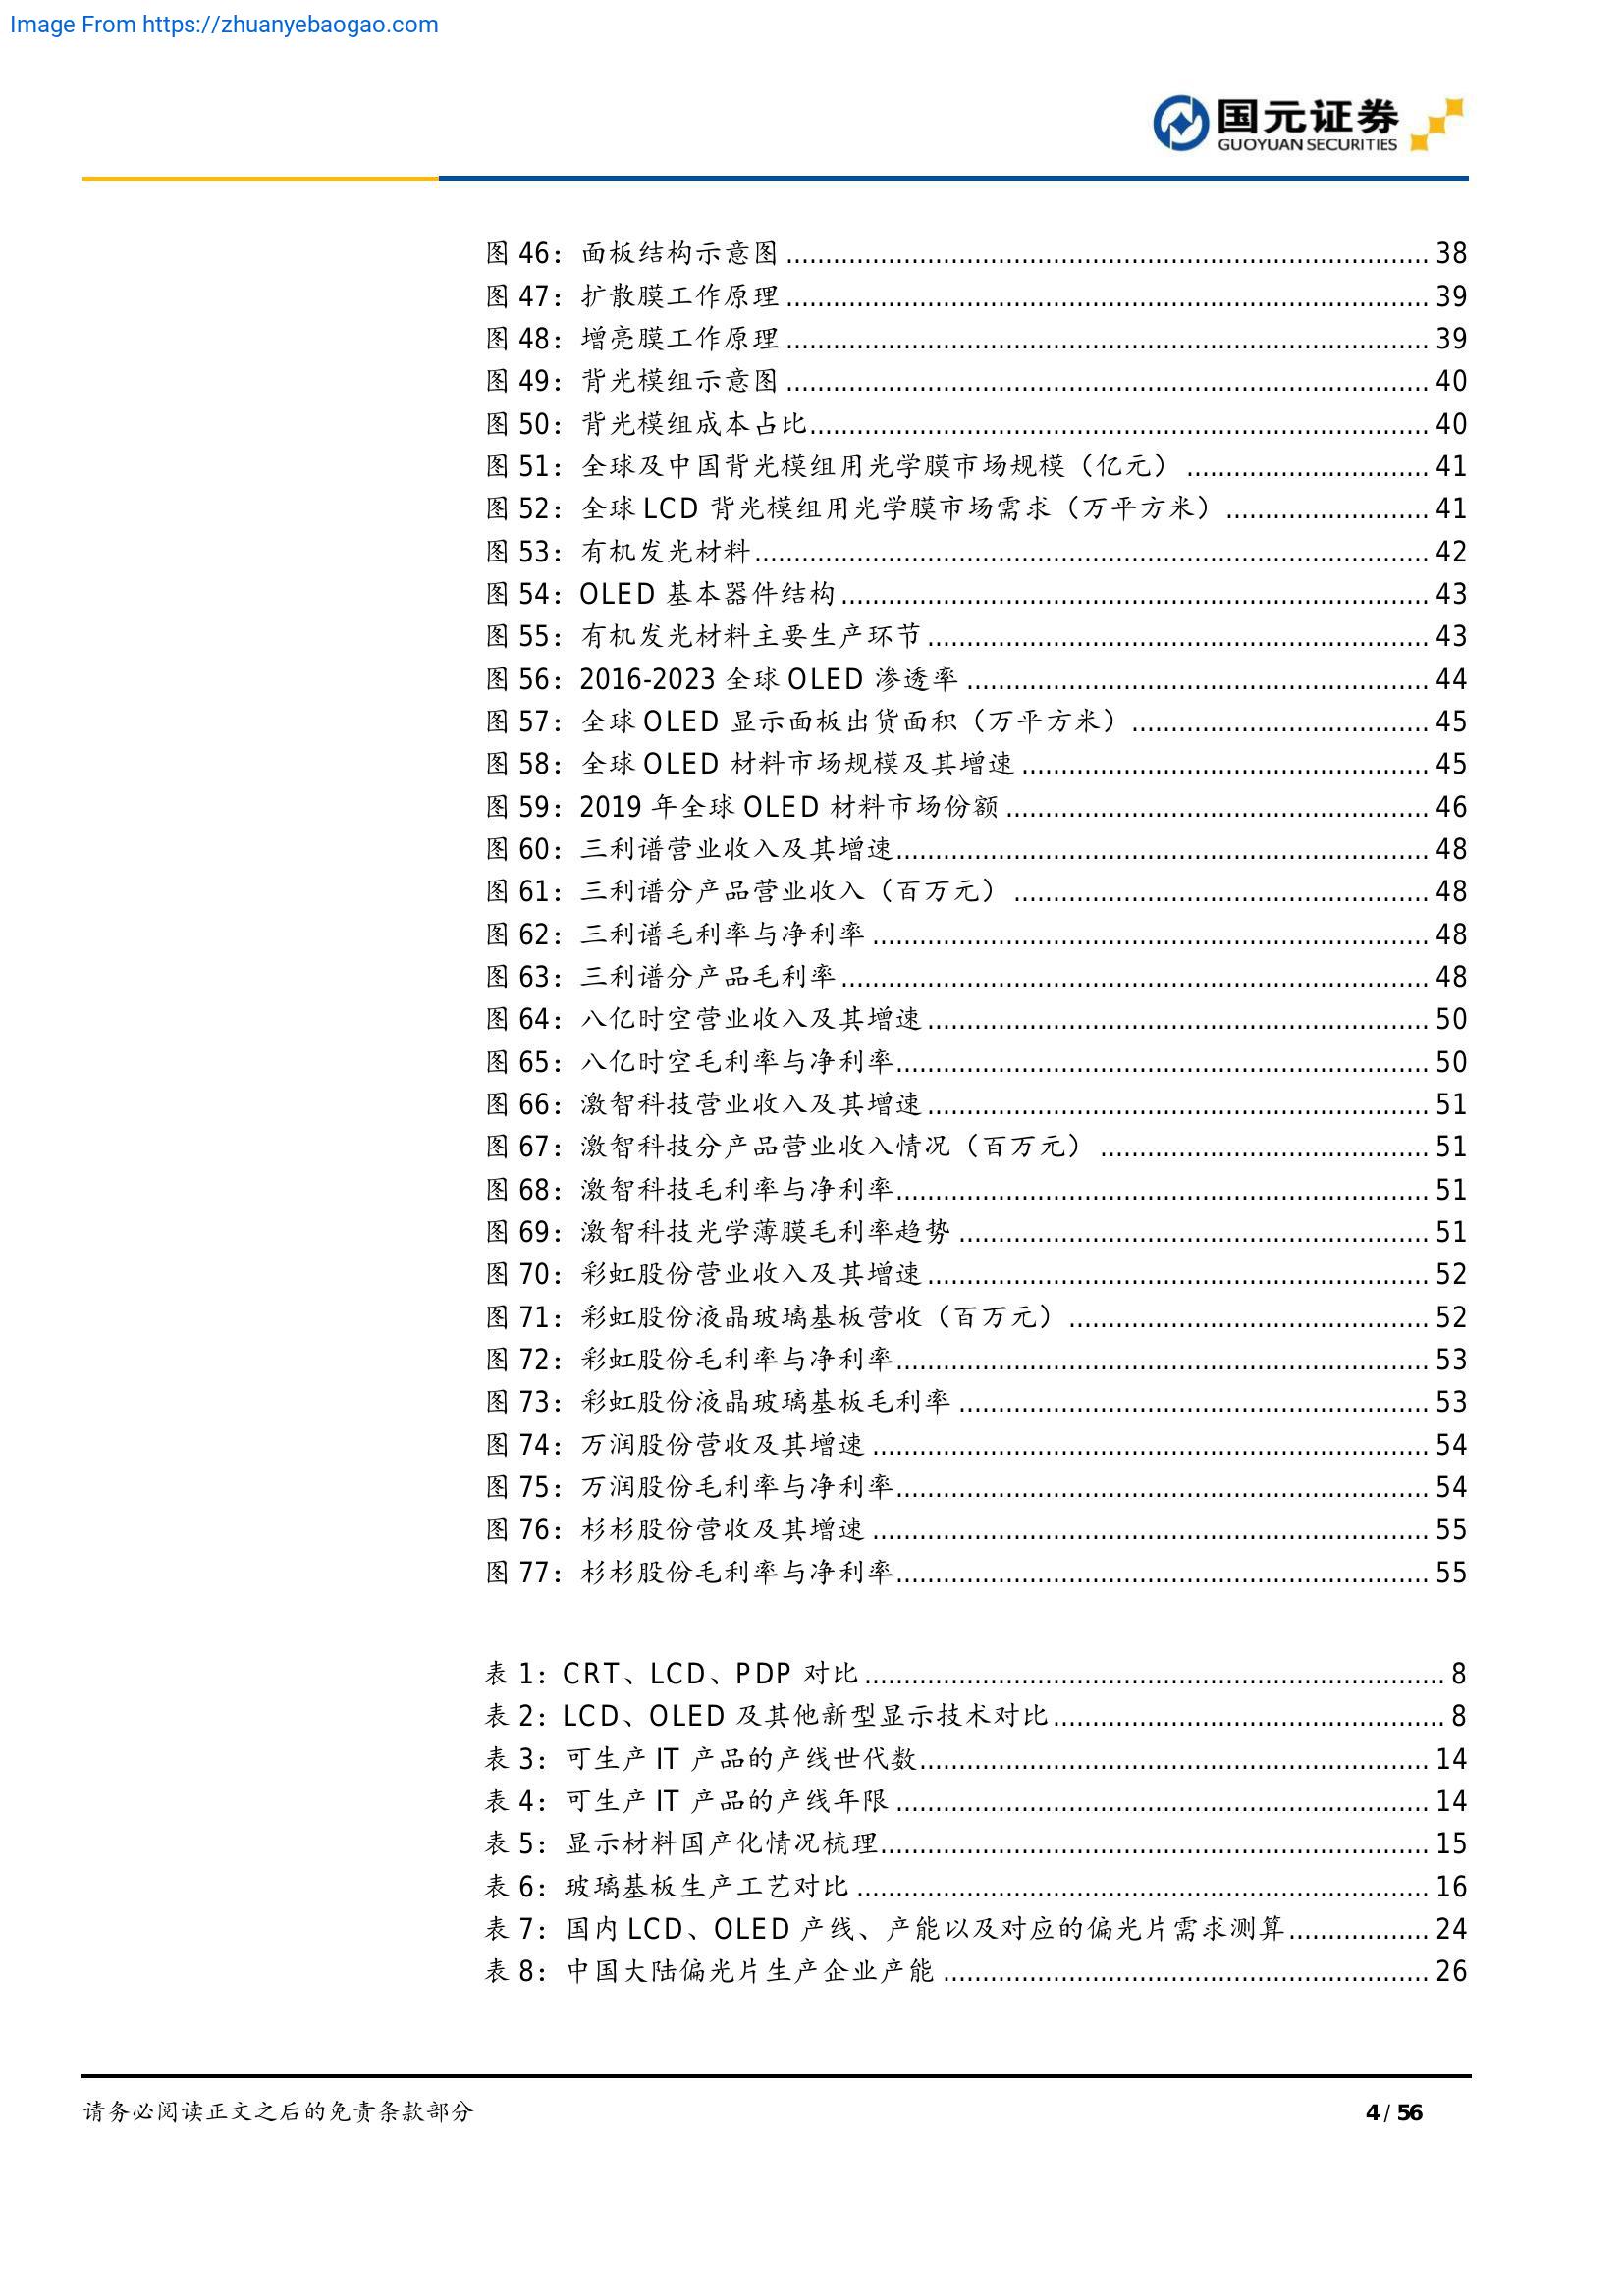 Image From https://zhuanyebaogao.com
国元证券
GUOYUAN SECURITIES
图 46：面板结构示意图 ........ 38
图 47：扩散膜工作原理 ........ 39
图 48：增亮膜工作原理 ........ 39
图 49：背光模组示意图 ........ 40
图 50：背光模组成本占比 ........ 40
图 51：全球及中国背光模组用光学膜市场规模（亿元） ........ 41
图 52：全球 LCD 背光模组用光学膜市场需求（万平方米） ........ 41
图 53：有机发光材料 ........ 42
图 54：OLED 基本器件结构 ........ 43
图 55：有机发光材料主要生产环节 ........ 43
图 56：2016-2023 全球 OLED 渗透率 ........ 44
图 57：全球 OLED 显示面板出货面积（万平方米） ........ 45
图 58：全球 OLED 材料市场规模及其增速 ........ 45
图 59：2019 年全球 OLED 材料市场份额 ........ 46
图 60：三利谱营业收入及其增速 ........ 48
图 61：三利谱分产品营业收入（百万元） ........ 48
图 62：三利谱毛利率与净利率 ........ 48
图 63：三利谱分产品毛利率 ........ 48
图 64：八亿时空营业收入及其增速 ........ 50
图 65：八亿时空毛利率与净利率 ........ 50
图 66：激智科技营业收入及其增速 ........ 51
图 67：激智科技分产品营业收入情况（百万元） ........ 51
图 68：激智科技毛利率与净利率 ........ 51
图 69：激智科技光学薄膜毛利率趋势 ........ 51
图 70：彩虹股份营业收入及其增速 ........ 52
图 71：彩虹股份液晶玻璃基板营收（百万元） ........ 52
图 72：彩虹股份毛利率与净利率 ........ 53
图 73：彩虹股份液晶玻璃基板毛利率 ........ 53
图 74：万润股份营收及其增速 ........ 54
图 75：万润股份毛利率与净利率 ........ 54
图 76：杉杉股份营收及其增速 ........ 55
图 77：杉杉股份毛利率与净利率 ........ 55
表 1：CRT、LCD、PDP 对比 ........ 8
表 2：LCD、OLED 及其他新型显示技术对比 ........ 8
表 3：可生产 IT 产品的产线世代数 ........ 14
表 4：可生产 IT 产品的产线年限 ........ 14
表 5：显示材料国产化情况梳理 ........ 15
表 6：玻璃基板生产工艺对比 ........ 16
表 7：国内 LCD、OLED 产线、产能以及对应的偏光片需求测算 ........ 24
表 8：中国大陆偏光片生产企业产能 ........ 26
请务必阅读正文之后的免责条款部分
4 / 56